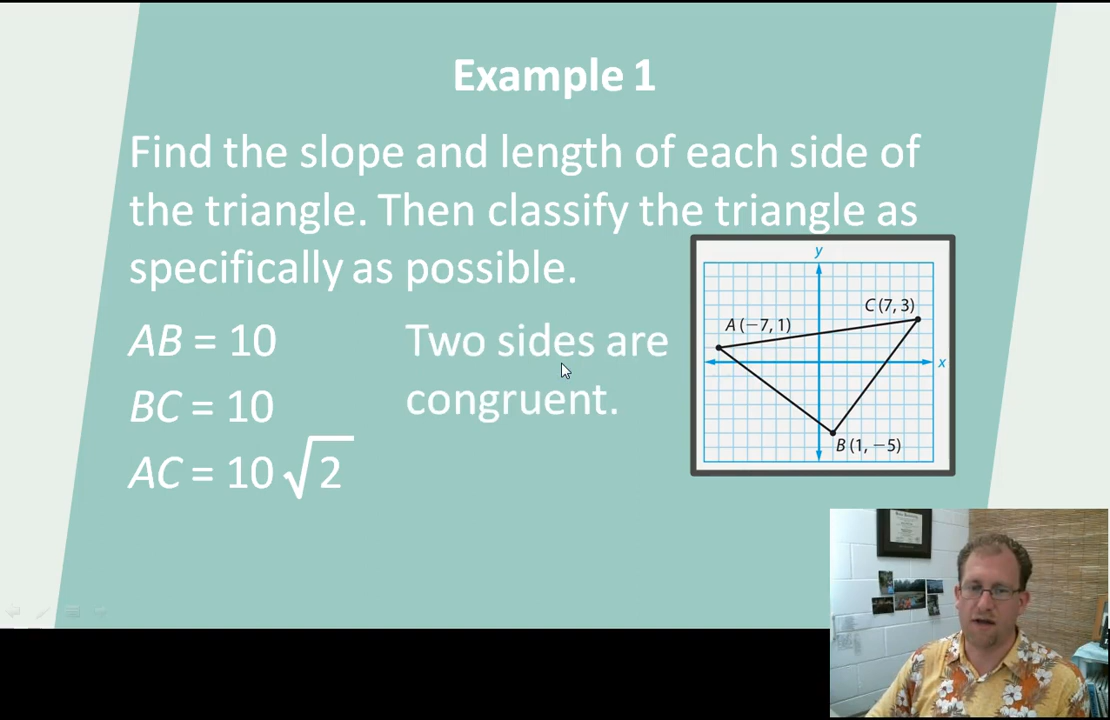 Example 1
Find the slope and length of each side of
the triangle. Then classify the triangle as
specifically as possible.
AB = 10
Two sides are
congruent.
BC = 10
AC = 10√2
y
C (7, 3)
A (−7, 1)
x
B (1, −5)